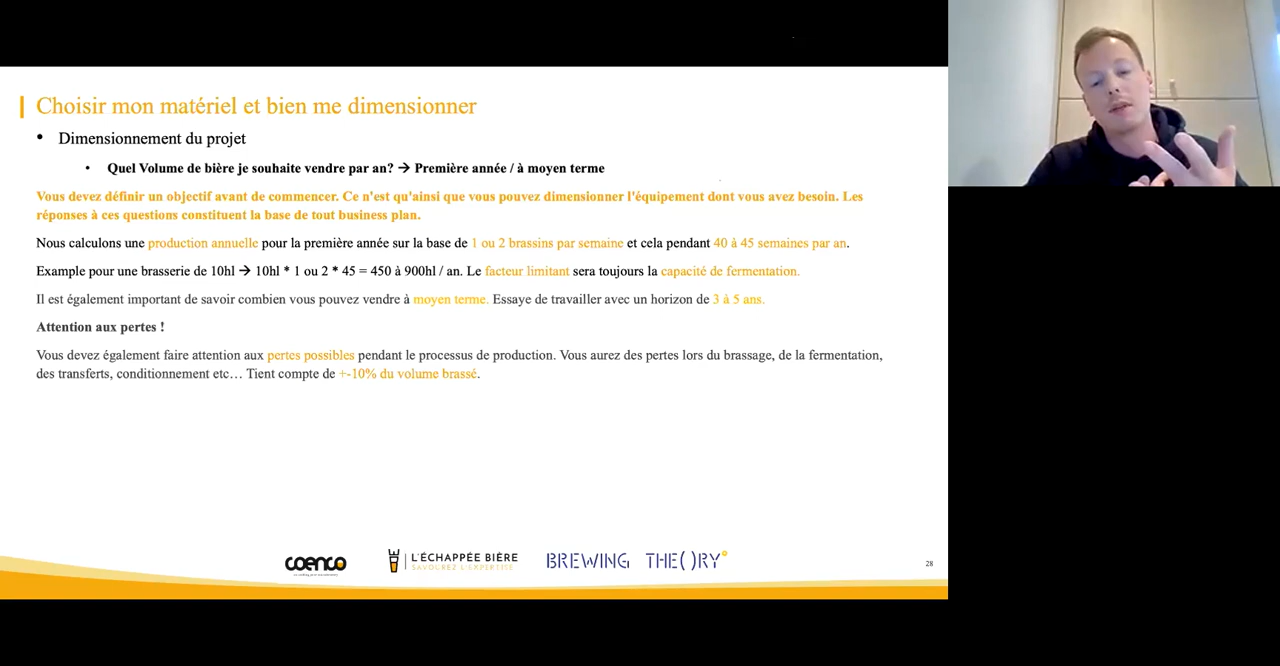 Choisir mon matériel et bien me dimensionner
• Dimensionnement du projet
• Quel Volume de bière je souhaite vendre par an? → Première année / à moyen terme
Vous devez définir un objectif avant de commencer. Ce n'est qu'ainsi que vous pouvez dimensionner l'équipement dont vous avez besoin. Les
réponses à ces questions constituent la base de tout business plan.
Nous calculons une production annuelle pour la première année sur la base de 1 ou 2 brassins par semaine et cela pendant 40 à 45 semaines par an.
Example pour une brasserie de 10hl → 10hl * 1 ou 2 * 45 = 450 à 900hl / an. Le facteur limitant sera toujours la capacité de fermentation.
Il est également important de savoir combien vous pouvez vendre à moyen terme. Essaye de travailler avec un horizon de 3 à 5 ans.
Attention aux pertes !
Vous devez également faire attention aux pertes possibles pendant le processus de production. Vous aurez des pertes lors du brassage, de la fermentation,
des transferts, conditionnement etc… Tient compte de +-10% du volume brassé.
coenco
L'ÉCHAPPÉE BIÈRE
SAVOUREZ L'EXPERTISE
BREWING THE( )RY
28